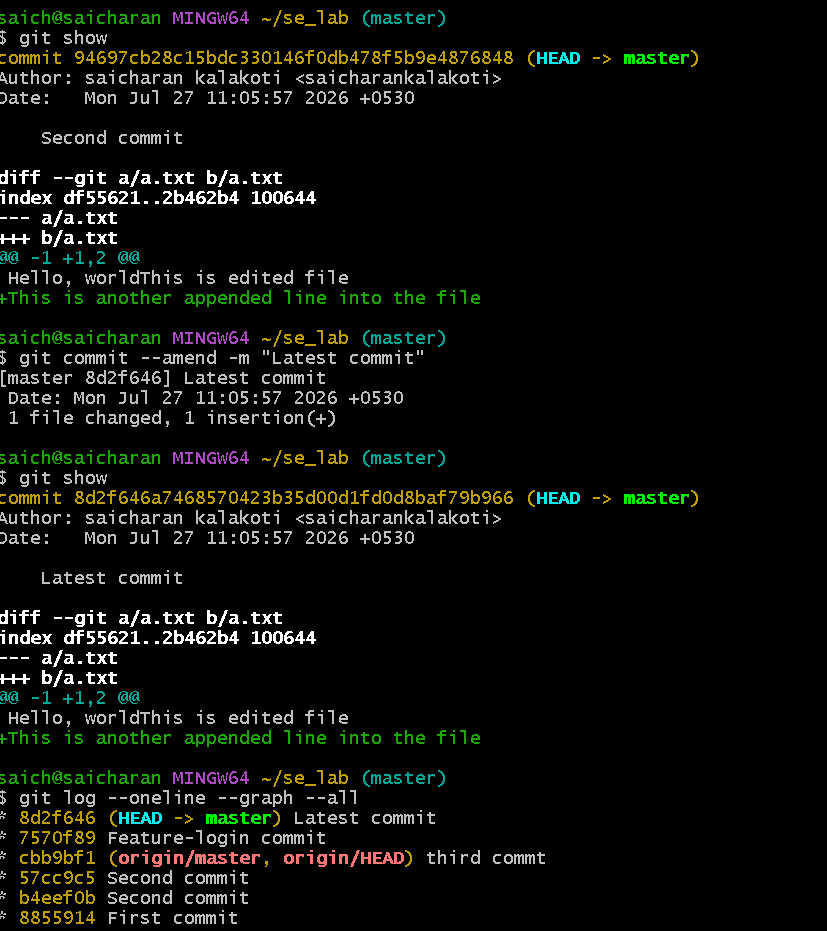 saich@saicharan MINGW64 ~/se_lab (master)
$ git show
commit 94697cb28c15bdc330146f0db478f5b9e4876848 (HEAD -> master)
Author: saicharan kalakoti <saicharankalakoti>
Date:   Mon Jul 27 11:05:57 2026 +0530
    Second commit
diff --git a/a.txt b/a.txt
index df55621..2b462b4 100644
--- a/a.txt
+++ b/a.txt
@@ -1 +1,2 @@
 Hello, worldThis is edited file
+This is another appended line into the file
saich@saicharan MINGW64 ~/se_lab (master)
$ git commit --amend -m "Latest commit"
[master 8d2f646] Latest commit
 Date: Mon Jul 27 11:05:57 2026 +0530
 1 file changed, 1 insertion(+)
saich@saicharan MINGW64 ~/se_lab (master)
$ git show
commit 8d2f646a7468570423b35d00d1fd0d8baf79b966 (HEAD -> master)
Author: saicharan kalakoti <saicharankalakoti>
Date:   Mon Jul 27 11:05:57 2026 +0530
    Latest commit
diff --git a/a.txt b/a.txt
index df55621..2b462b4 100644
--- a/a.txt
+++ b/a.txt
@@ -1 +1,2 @@
 Hello, worldThis is edited file
+This is another appended line into the file
saich@saicharan MINGW64 ~/se_lab (master)
$ git log --oneline --graph --all
* 8d2f646 (HEAD -> master) Latest commit
* 7570f89 Feature-login commit
* cbb9bf1 (origin/master, origin/HEAD) third commt
* 57cc9c5 Second commit
* b4eef0b Second commit
* 8855914 First commit